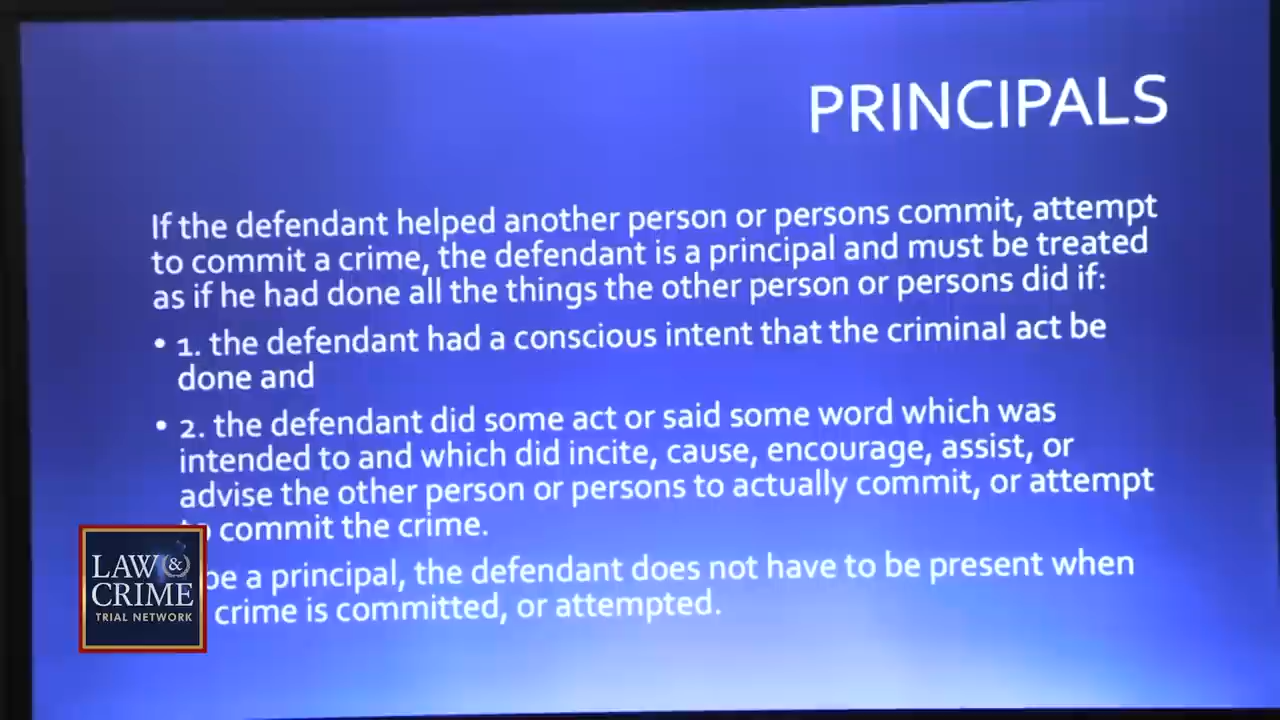 PRINCIPALS
If the defendant helped another person or persons commit, attempt
to commit a crime, the defendant is a principal and must be treated
as if he had done all the things the other person or persons did if:
• 1. the defendant had a conscious intent that the criminal act be
done and
• 2. the defendant did some act or said some word which was
intended to and which did incite, cause, encourage, assist, or
advise the other person or persons to actually commit, or attempt
commit the crime.
be a principal, the defendant does not have to be present when
crime is committed, or attempted.
LAW &
CRIME
TRIAL NETWORK